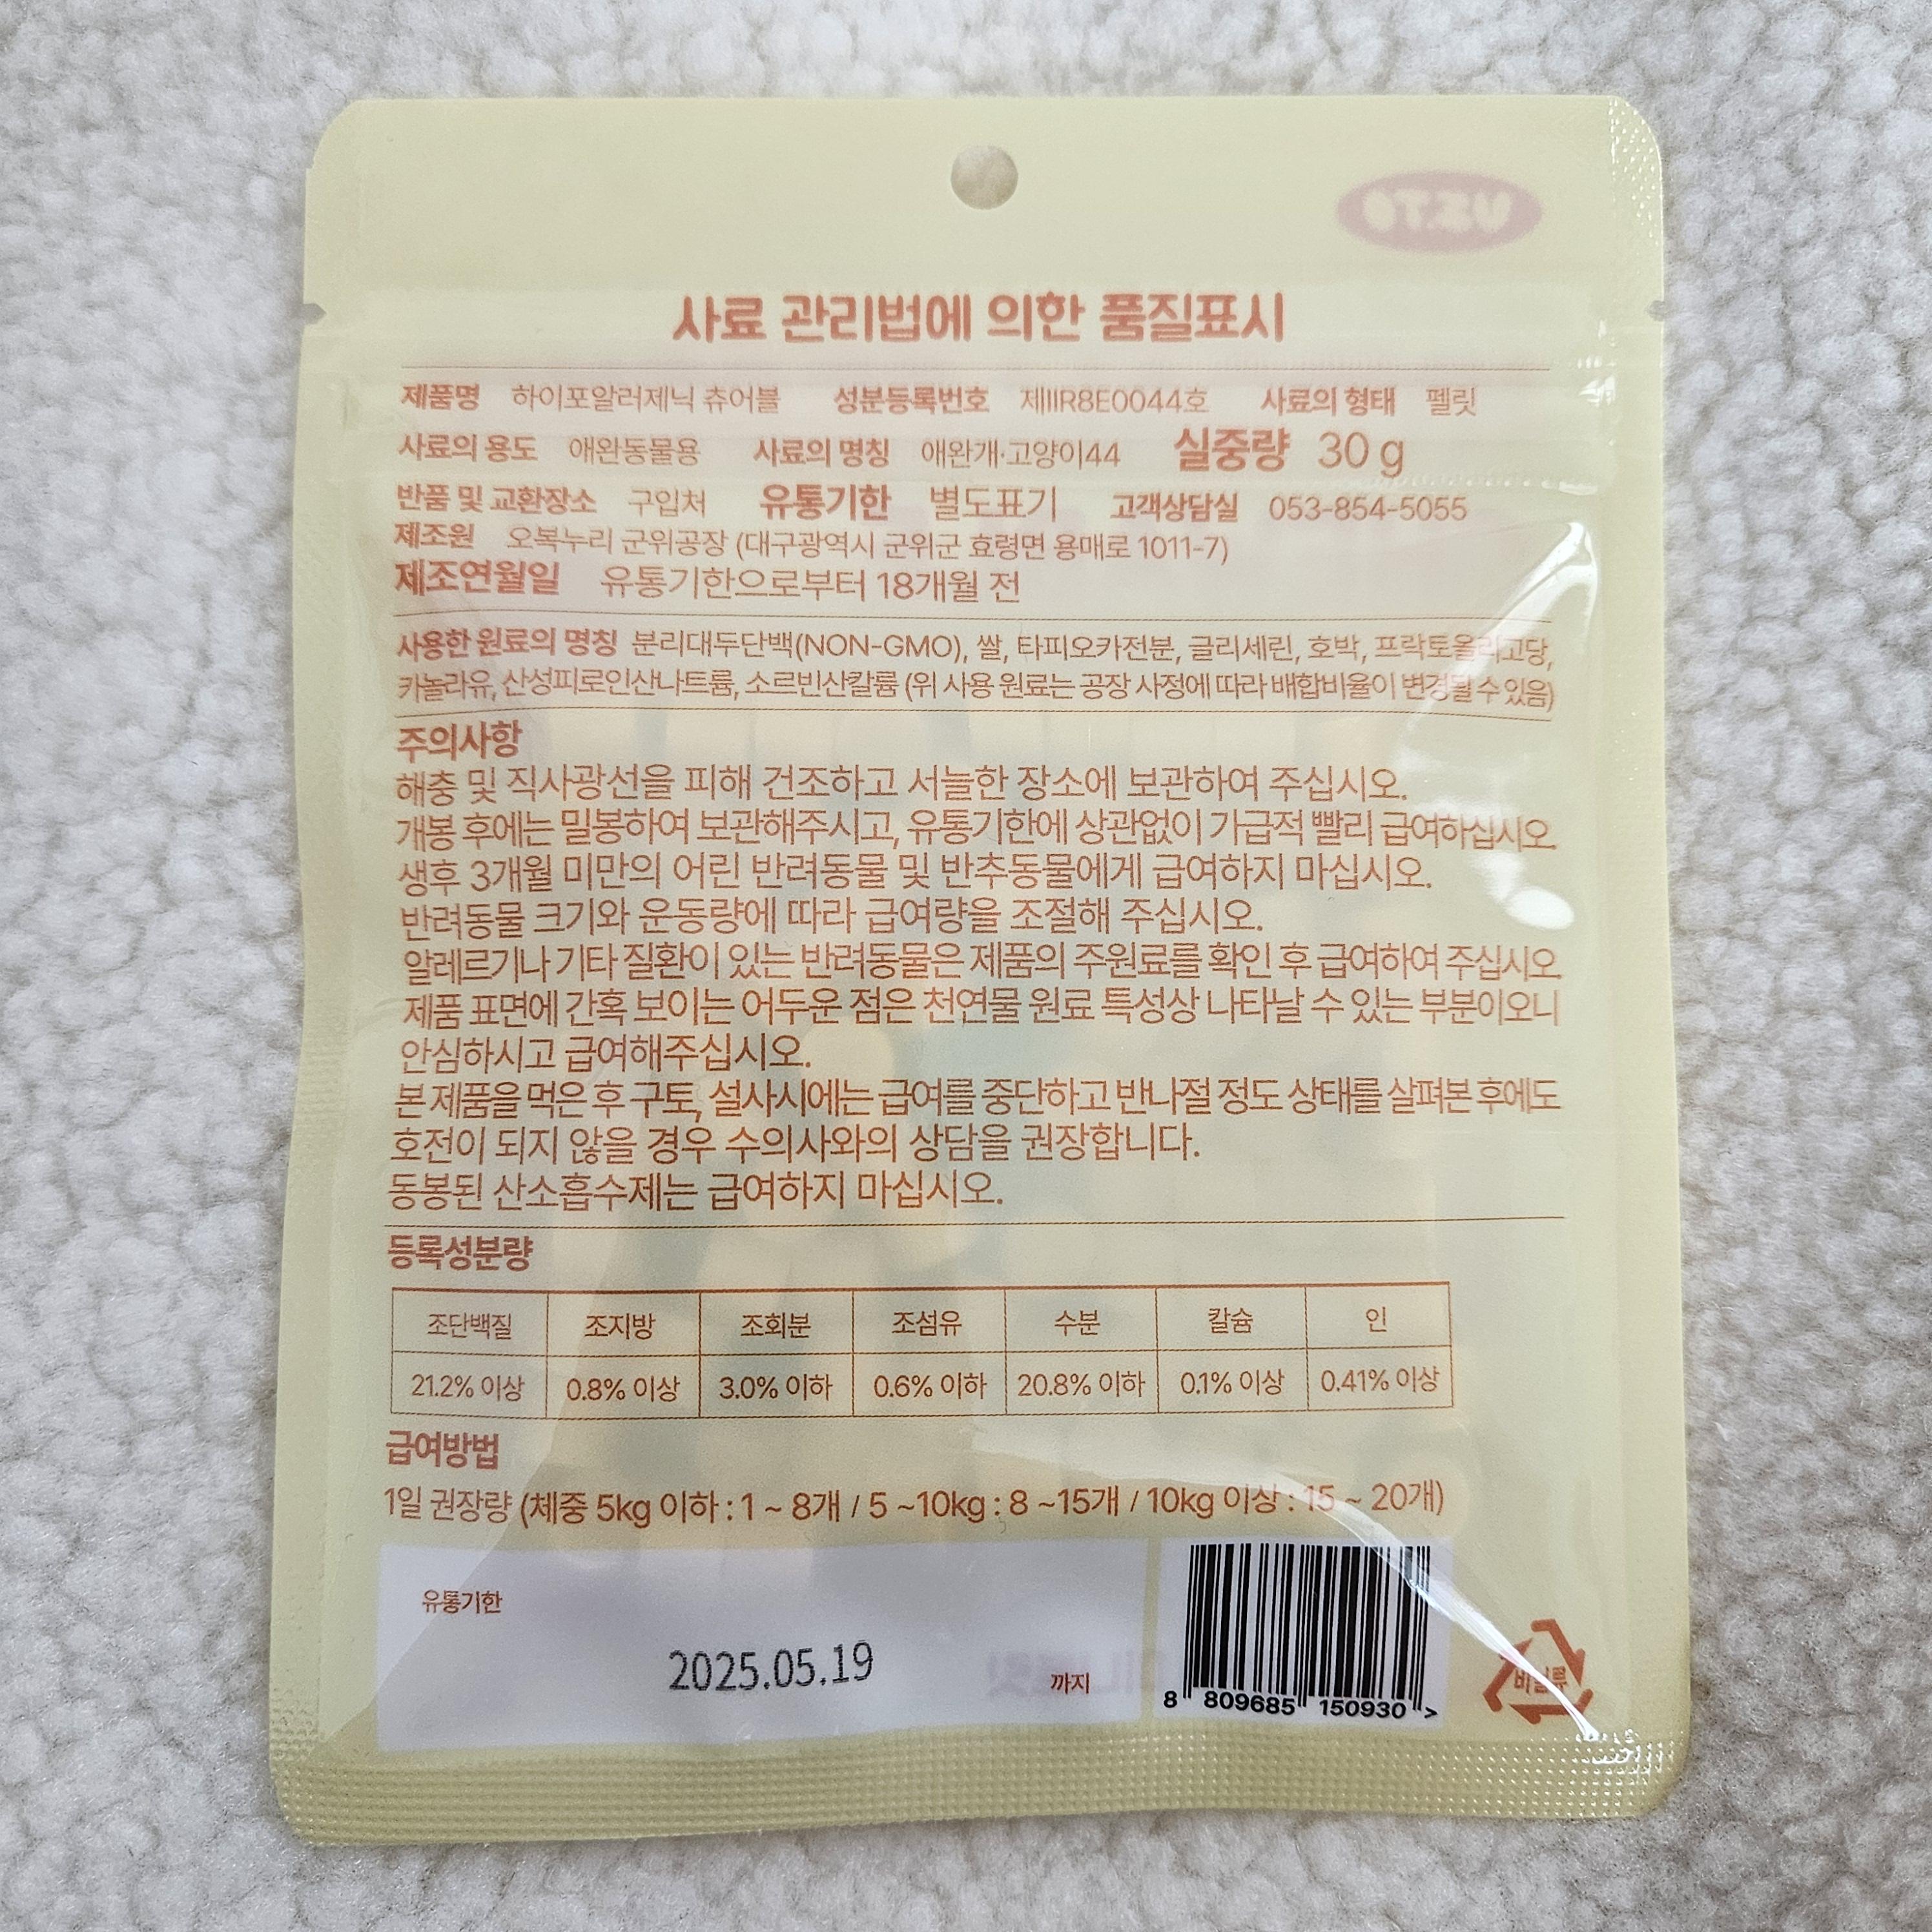 사료 관리법에 의한 품질표시
제품명 하이포알러제닉 츄어블 성분등록번호 제IIR8E0044호 사료의 형태 펠릿
사료의 용도 애완동물용 사료의 명칭 애완개·고양이44 실중량 30 g
반품 및 교환장소 구입처 유통기한 별도표기 고객상담실 053-854-5055
제조원 오복누리 군위공장 (대구광역시 군위군 효령면 용매로 1011-7)
제조연월일 유통기한으로부터 18개월 전
사용한 원료의 명칭 분리대두단백(NON-GMO), 쌀, 타피오카전분, 글리세린, 호박, 프락토올리고당,
카놀라유, 산성피로인산나트륨, 소르빈산칼륨 (위 사용 원료는 공장 사정에 따라 배합비율이 변경될 수 있음)
주의사항
해충 및 직사광선을 피해 건조하고 서늘한 장소에 보관하여 주십시오.
개봉 후에는 밀봉하여 보관해주시고, 유통기한에 상관없이 가급적 빨리 급여하십시오.
생후 3개월 미만의 어린 반려동물 및 반추동물에게 급여하지 마십시오.
반려동물 크기와 운동량에 따라 급여량을 조절해 주십시오.
알레르기나 기타 질환이 있는 반려동물은 제품의 주원료를 확인 후 급여하여 주십시오.
제품 표면에 간혹 보이는 어두운 점은 천연물 원료 특성상 나타날 수 있는 부분이오니
안심하시고 급여해주십시오.
본 제품을 먹은 후 구토, 설사시에는 급여를 중단하고 반나절 정도 상태를 살펴본 후에도
호전이 되지 않을 경우 수의사와의 상담을 권장합니다.
동봉된 산소흡수제는 급여하지 마십시오.
등록성분량
조단백질 조지방 조회분 조섬유 수분 칼슘 인
21.2% 이상 0.8% 이상 3.0% 이하 0.6% 이하 20.8% 이하 0.1% 이상 0.41% 이상
급여방법
1일 권장량 (체중 5kg 이하 : 1 ~ 8개 / 5 ~10kg : 8 ~15개 / 10kg 이상 : 15 ~ 20개)
유통기한
2025.05.19 까지
8 809685 150930 >
비닐류